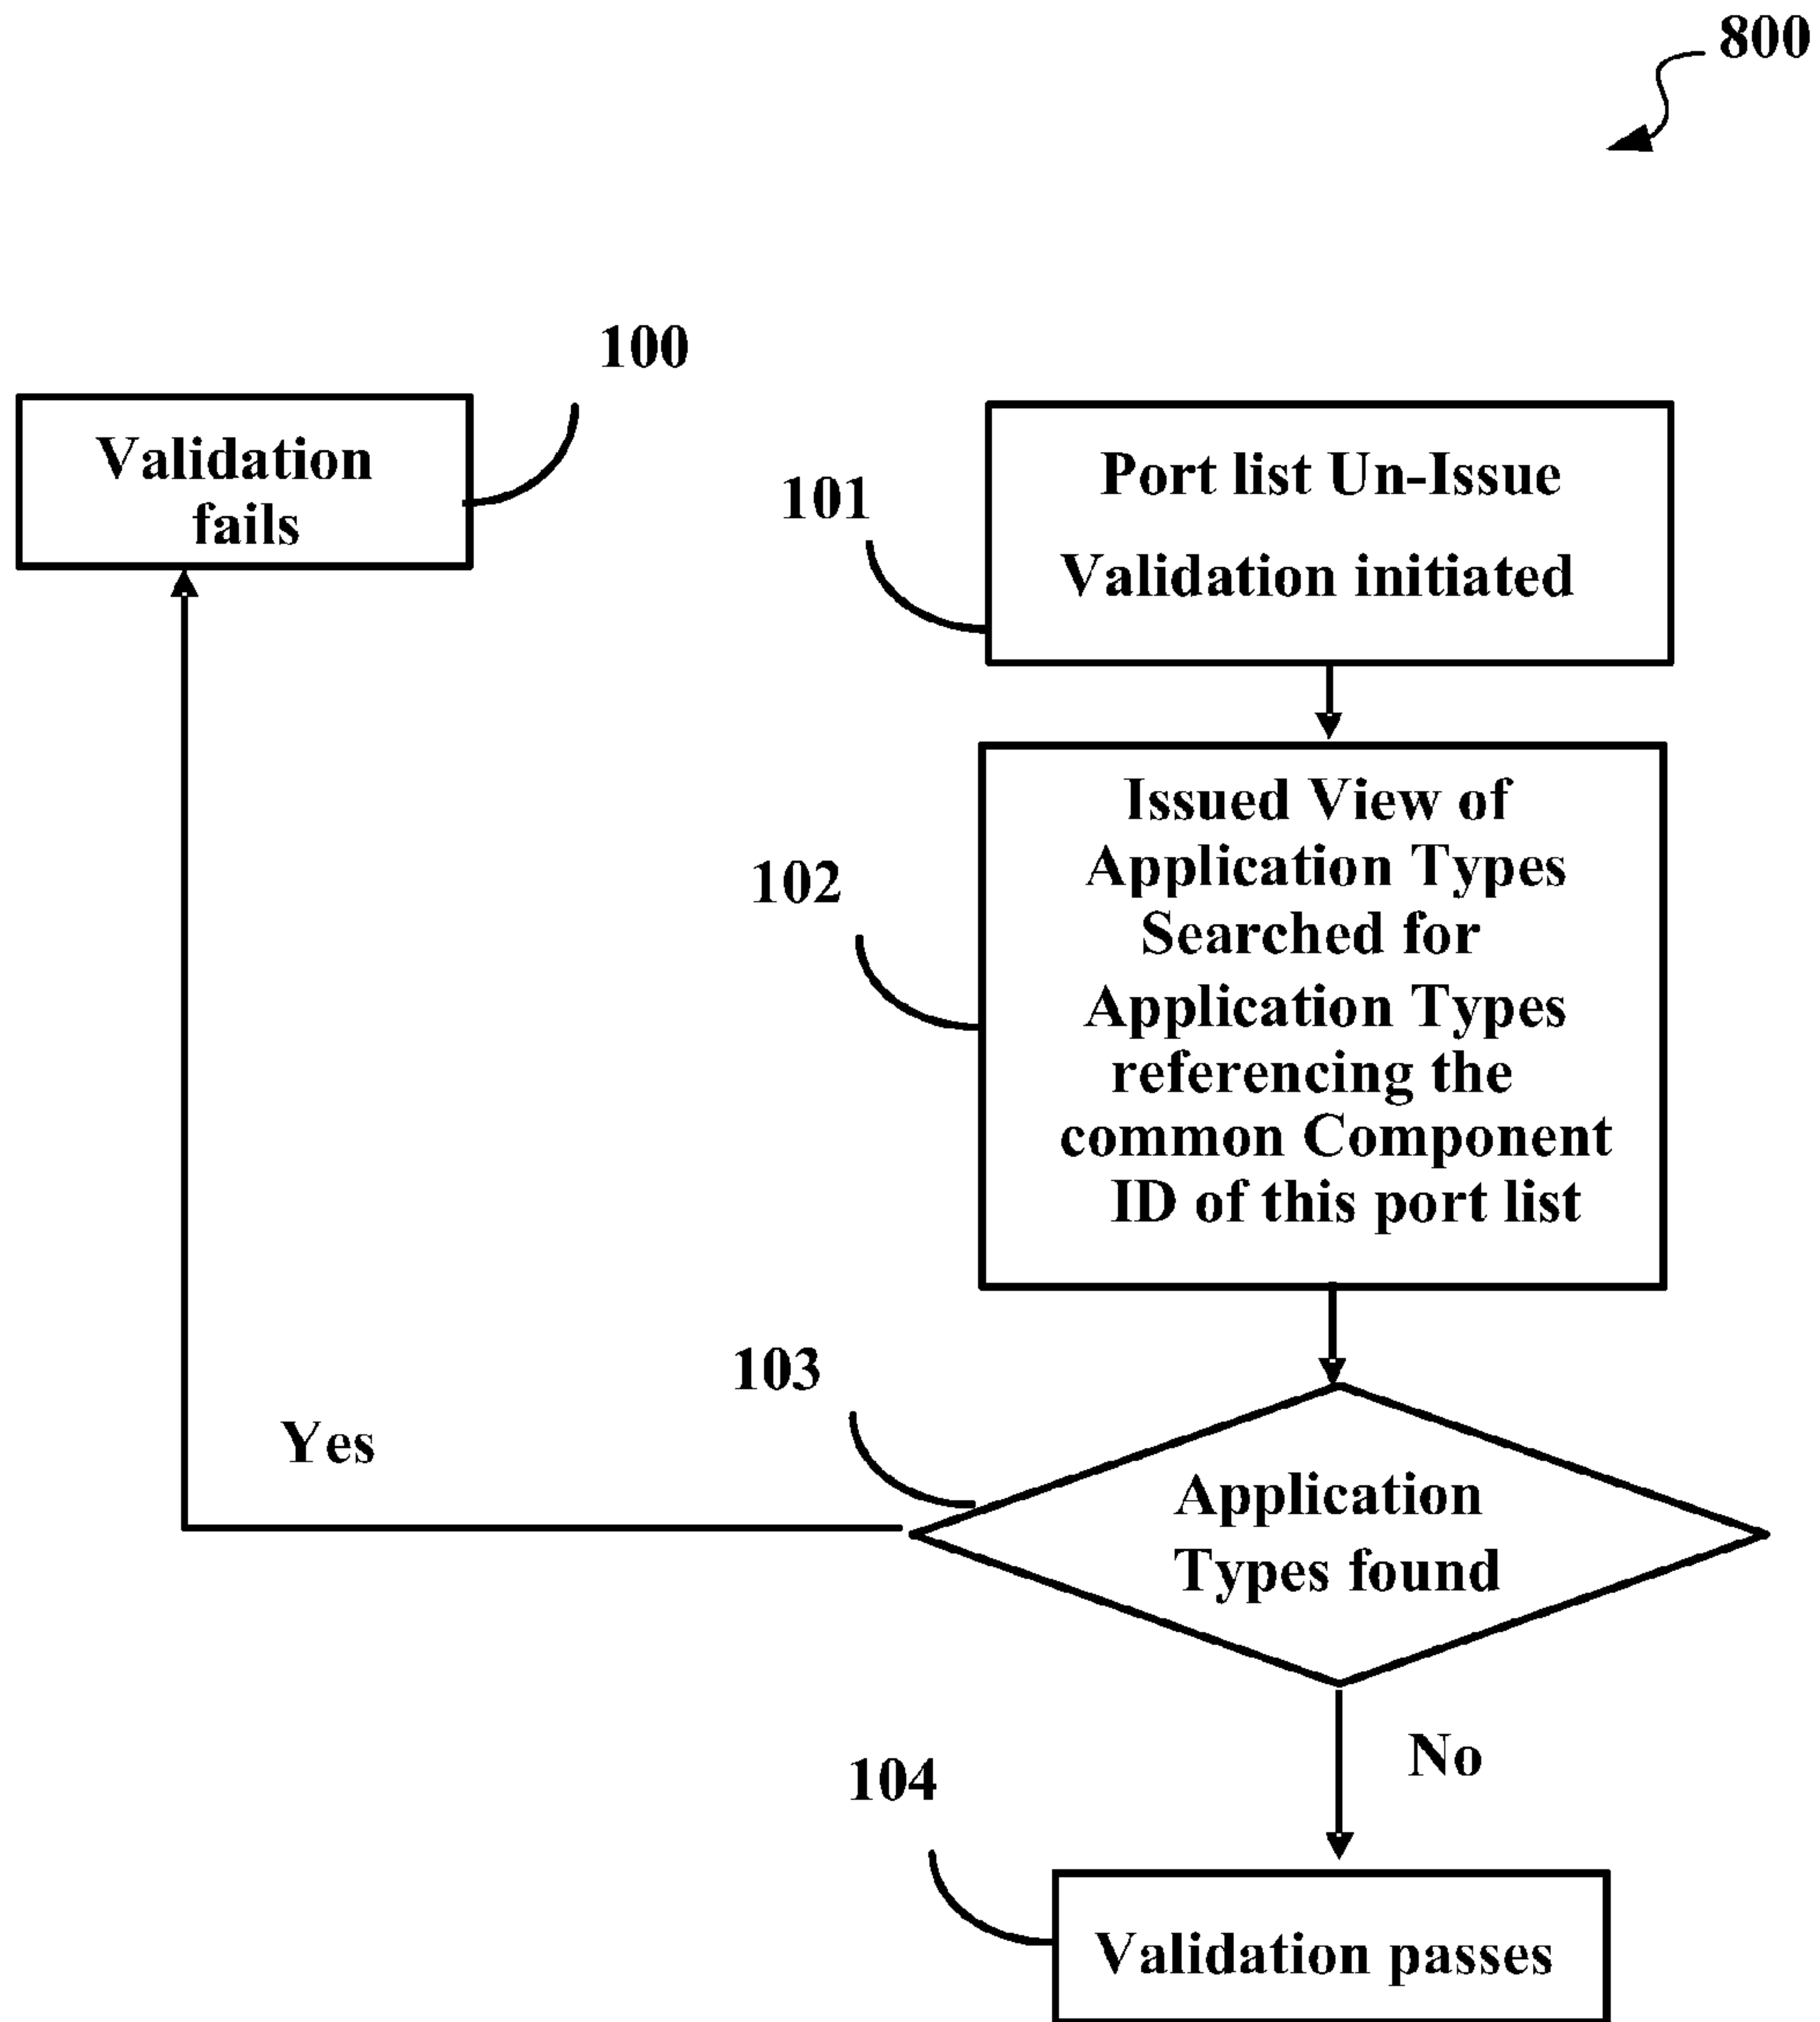 800
100
Validation
fails
101
Port list Un-Issue
Validation initiated
102
Issued View of
Application Types
Searched for
Application Types
referencing the
common Component
ID of this port list
103
Yes
Application
Types found
No
104
Validation passes